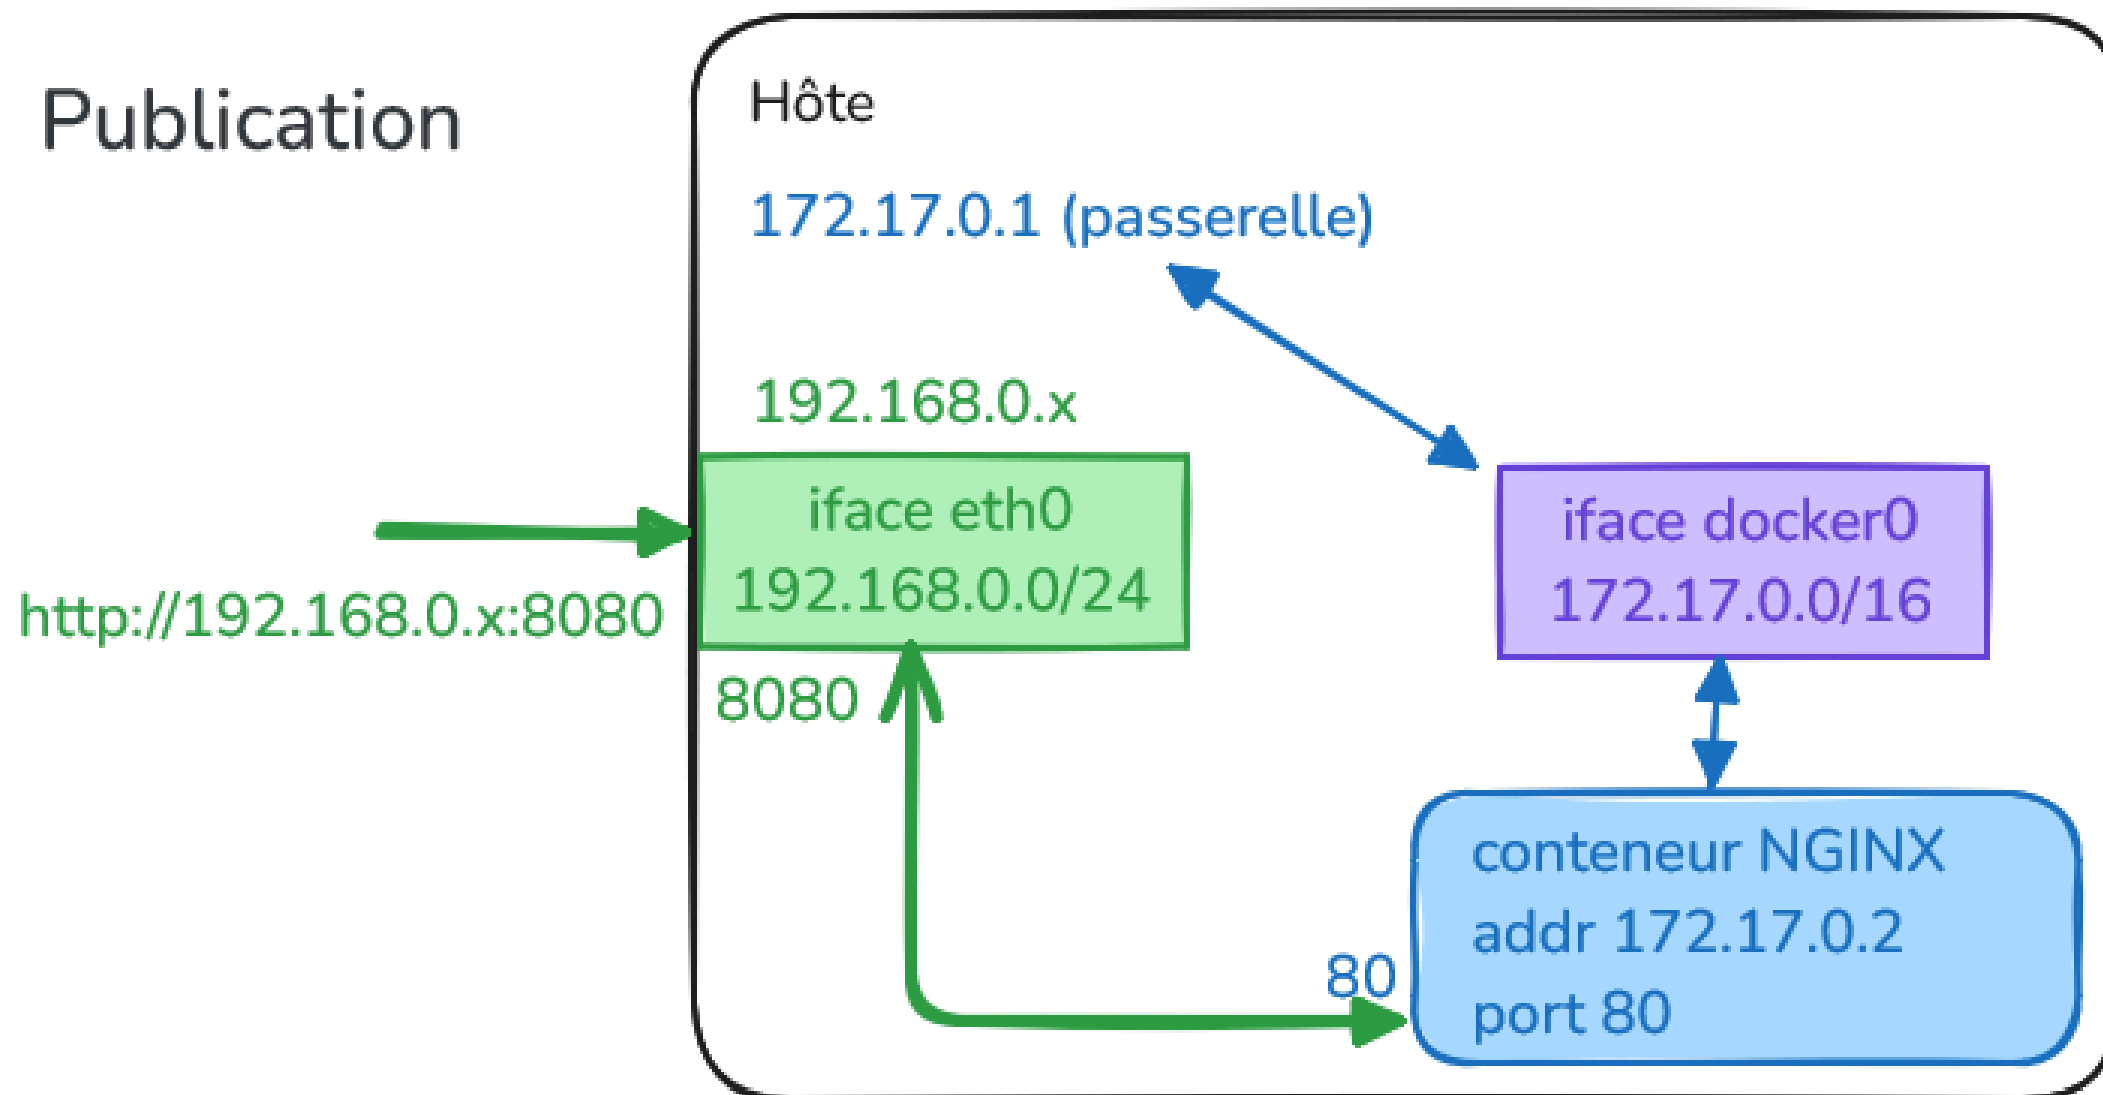 Publication
Hôte
172.17.0.1 (passerelle)
192.168.0.x
iface eth0
192.168.0.0/24
iface docker0
172.17.0.0/16
http://192.168.0.x:8080
8080
conteneur NGINX
addr 172.17.0.2
80
port 80